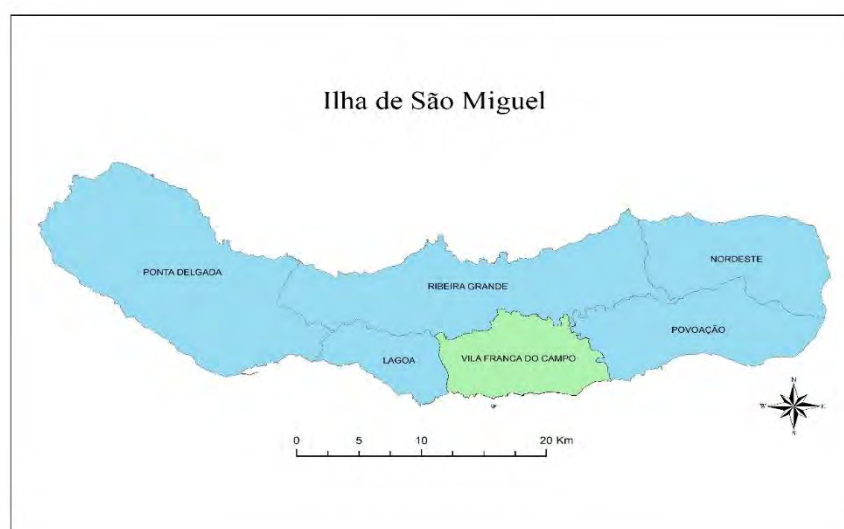 Ilha de São Miguel
NORDESTE
PONTA DELGADA
RIBEIRA GRANDE
POVOAÇÃO
LAGOA
VILA FRANCA DO CAMPO
N
W E
S
0 5 10 20 Km